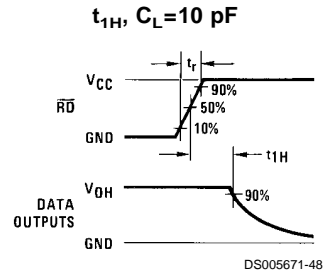 t1H, CL=10 pF
tr
VCC
90%
RD
50%
10%
GND
t1H
VOH
90%
DATA
OUTPUTS
GND
DS005671-48